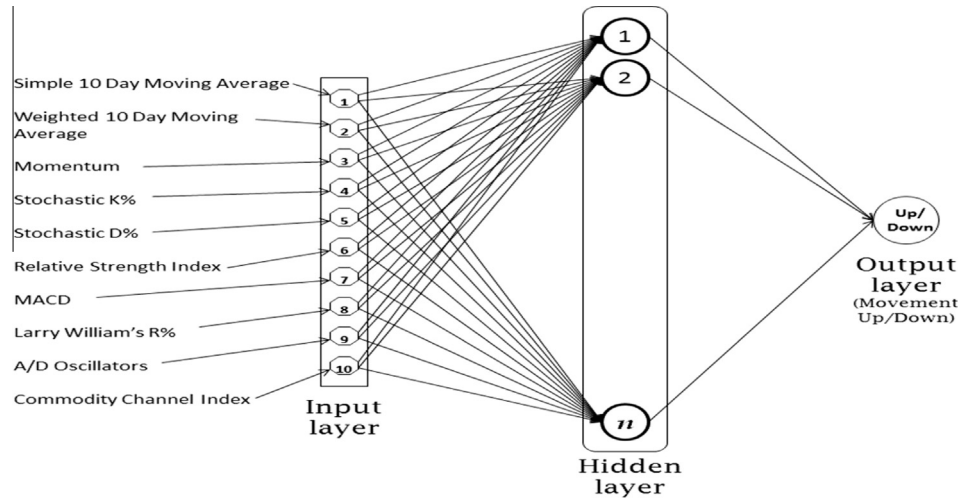 Simple 10 Day Moving Average
Weighted 10 Day Moving
Average
Momentum
Stochastic K%
Stochastic D%
Relative Strength Index
MACD
Larry William's R%
A/D Oscillators
Commodity Channel Index
1
2
3
4
5
6
7
8
9
10
Input
layer
1
2
n
Hidden
layer
Up/
Down
Output
layer
(Movement
Up/Down)